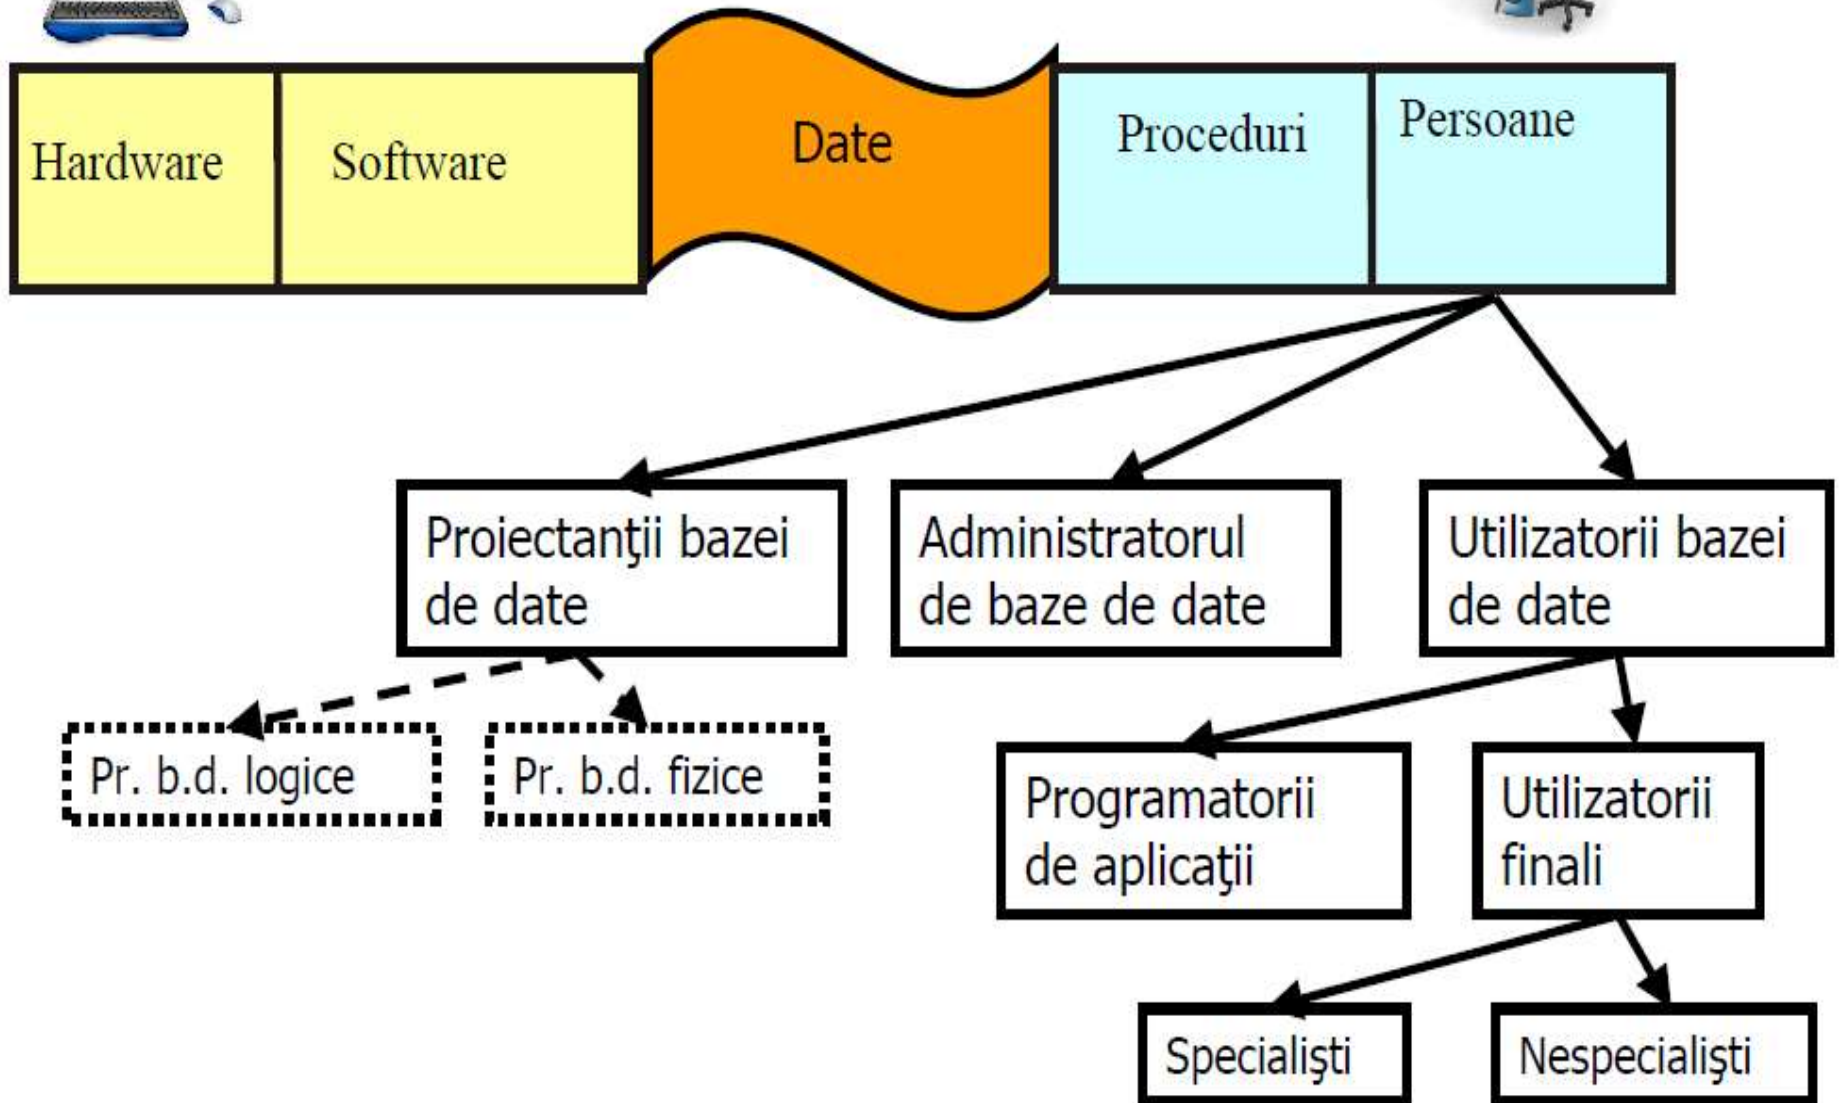 Hardware
Software
Date
Proceduri
Persoane
Proiectanţii bazei
de date
Administratorul
de baze de date
Utilizatorii bazei
de date
Pr. b.d. logice
Pr. b.d. fizice
Programatorii
de aplicaţii
Utilizatorii
finali
Specialişti
Nespecialişti